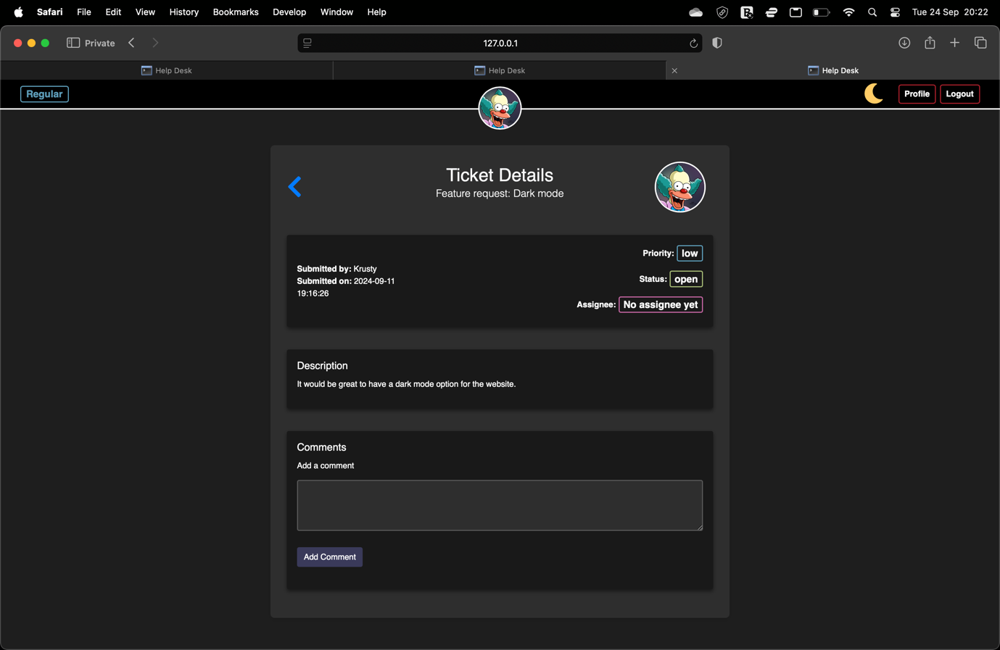 Safari File Edit View History Bookmarks Develop Window Help Tue 24 Sep 20:22
Private 127.0.0.1
Help Desk Help Desk Help Desk
Regular Profile Logout
Ticket Details
Feature request: Dark mode
Priority: low
Submitted by: Krusty
Submitted on: 2024-09-11
19:16:26
Status: open
Assignee: No assignee yet
Description
It would be great to have a dark mode option for the website.
Comments
Add a comment
Add Comment